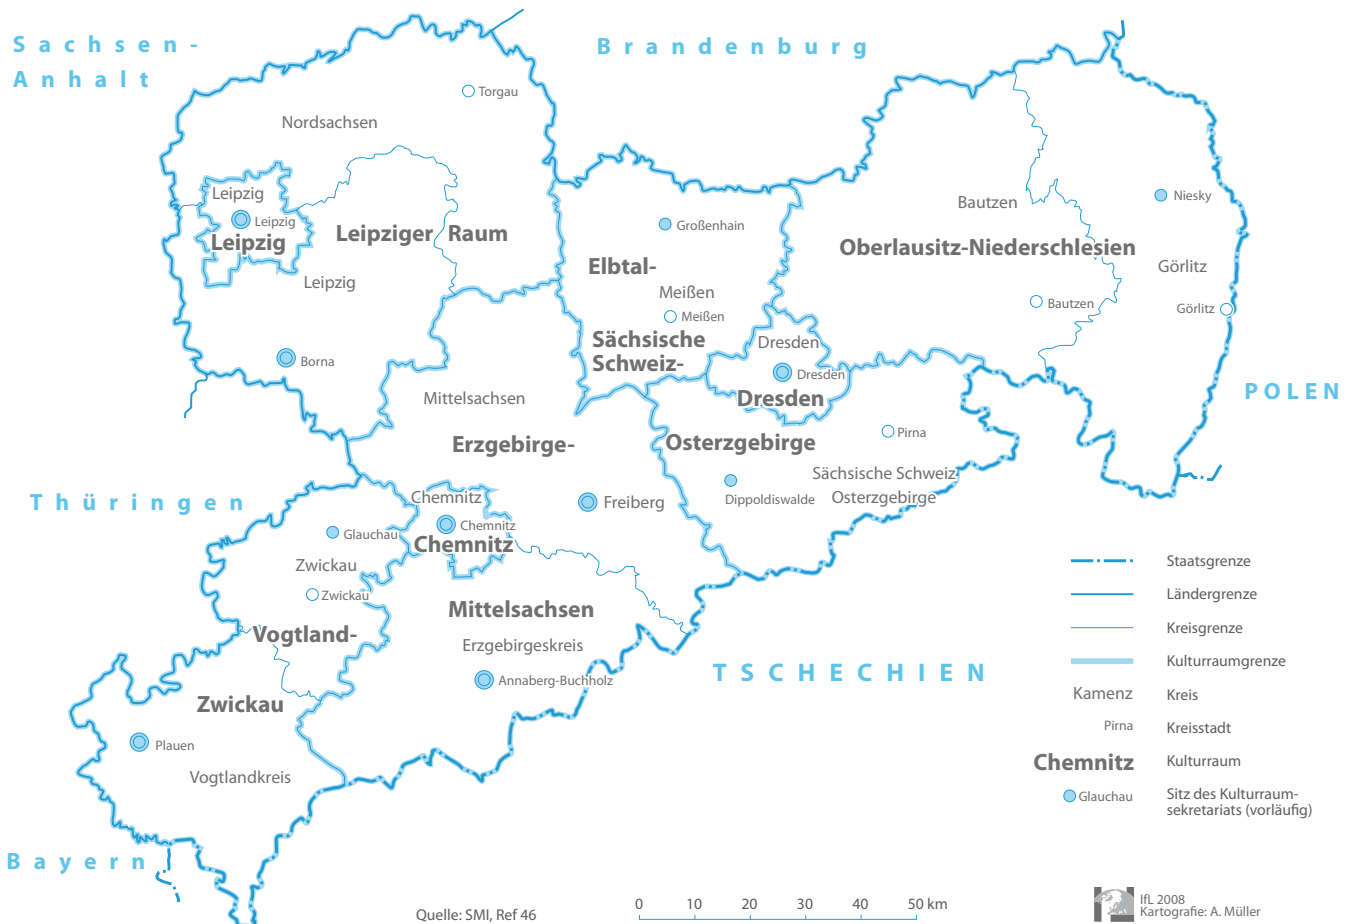 Sachsen-
Anhalt
Brandenburg
Torgau
Nordsachsen
Leipzig
Leipzig
Leipzig
Leipziger Raum
Leipzig
Borna
Großenhain
Elbtal-
Meißen
Meißen
Sächsische
Schweiz-
Dresden
Dresden
Dresden
Bautzen
Oberlausitz-Niederschlesien
Bautzen
Niesky
Görlitz
Görlitz
POLEN
Mittelsachsen
Erzgebirge-
Osterzgebirge
Pirna
Sächsische Schweiz
Osterzgebirge
Dippoldiswalde
Thüringen
Chemnitz
Chemnitz
Chemnitz
Freiberg
Glauchau
Zwickau
Zwickau
Vogtland-
Mittelsachsen
Erzgebirgeskreis
Annaberg-Buchholz
TSCHECHIEN
Zwickau
Plauen
Vogtlandkreis
Bayern
Staatsgrenze
Ländergrenze
Kreisgrenze
Kulturraumgrenze
Kamenz Kreis
Pirna Kreisstadt
Chemnitz Kulturraum
Glauchau Sitz des Kulturraum-
sekretariats (vorläufig)
Quelle: SMI, Ref 46
0 10 20 30 40 50 km
IfL 2008
Kartografie: A. Müller